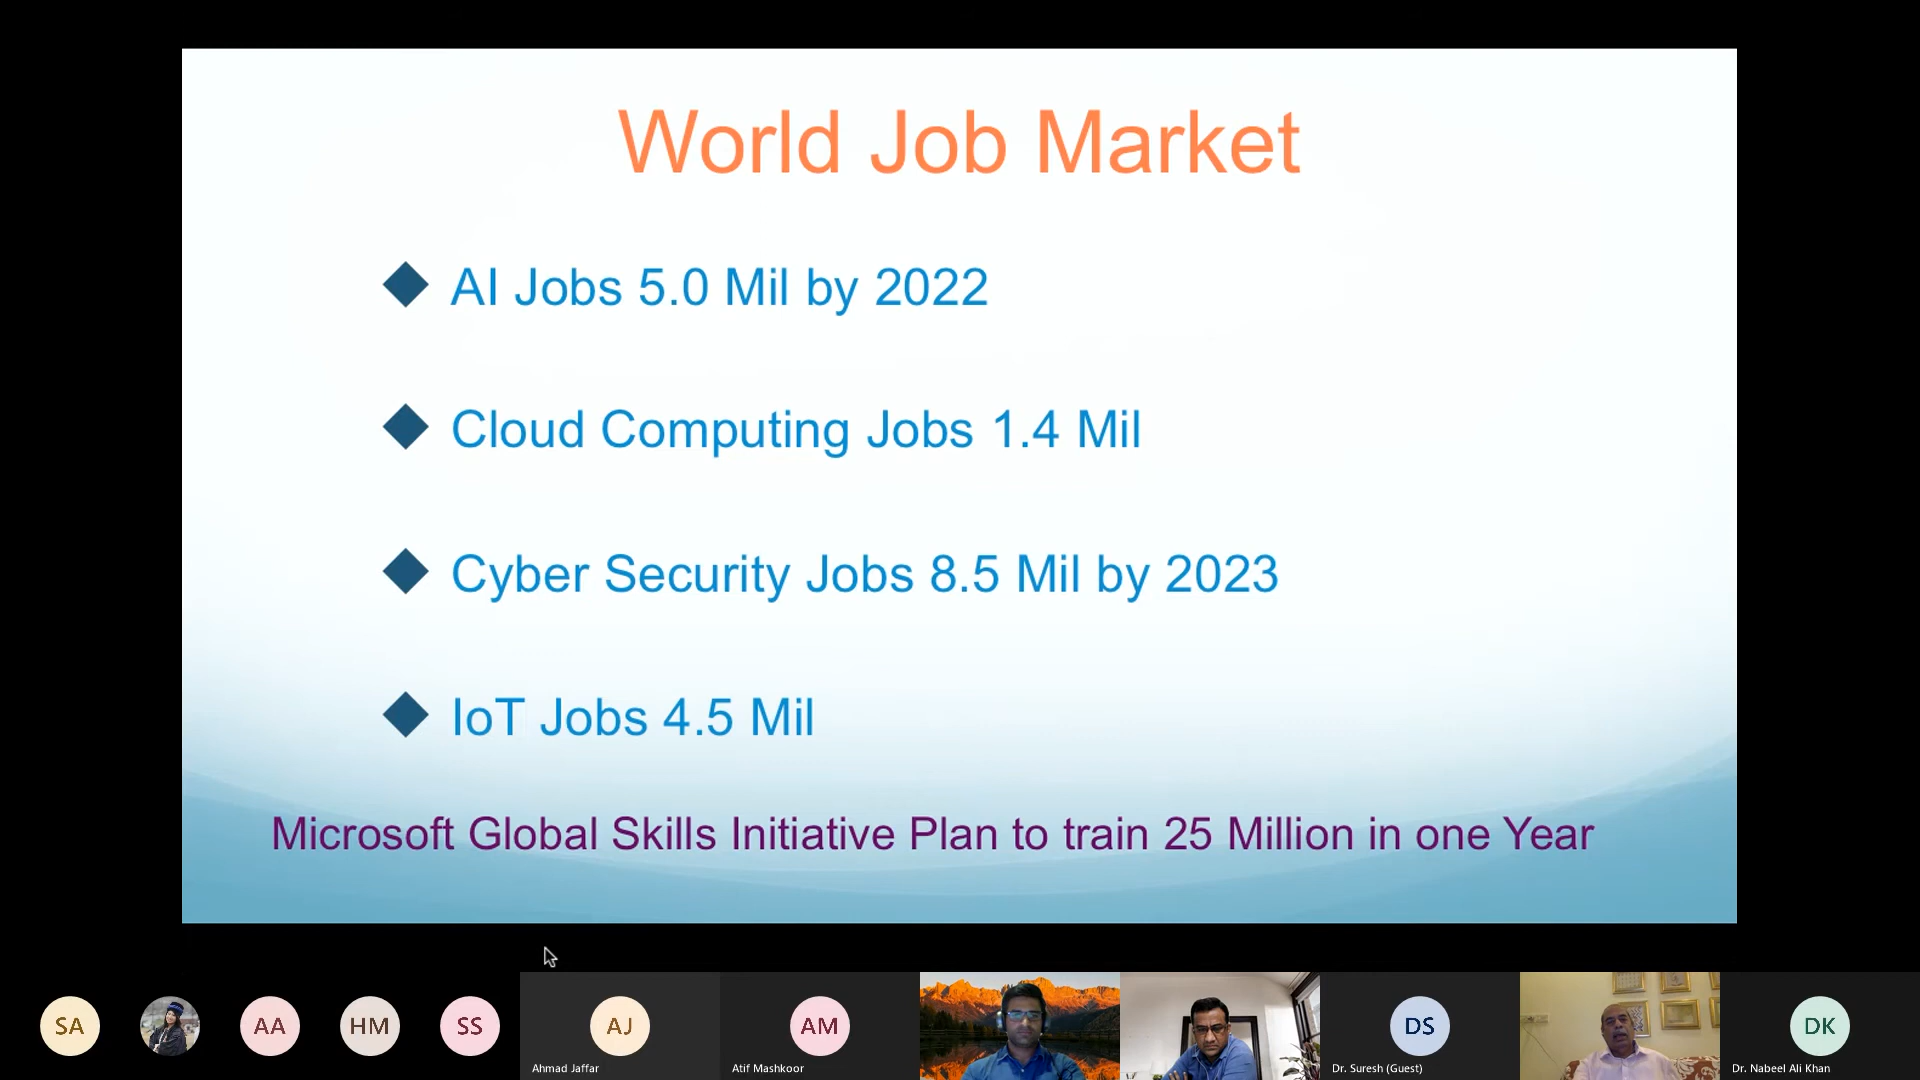 World Job Market
AI Jobs 5.0 Mil by 2022
Cloud Computing Jobs 1.4 Mil
Cyber Security Jobs 8.5 Mil by 2023
IoT Jobs 4.5 Mil
Microsoft Global Skills Initiative Plan to train 25 Million in one Year
SA
AA
HM
SS
AJ
AM
DS
DK
Ahmad Jaffar
Atif Mashkoor
Dr. Suresh (Guest)
Dr. Nabeel Ali Khan